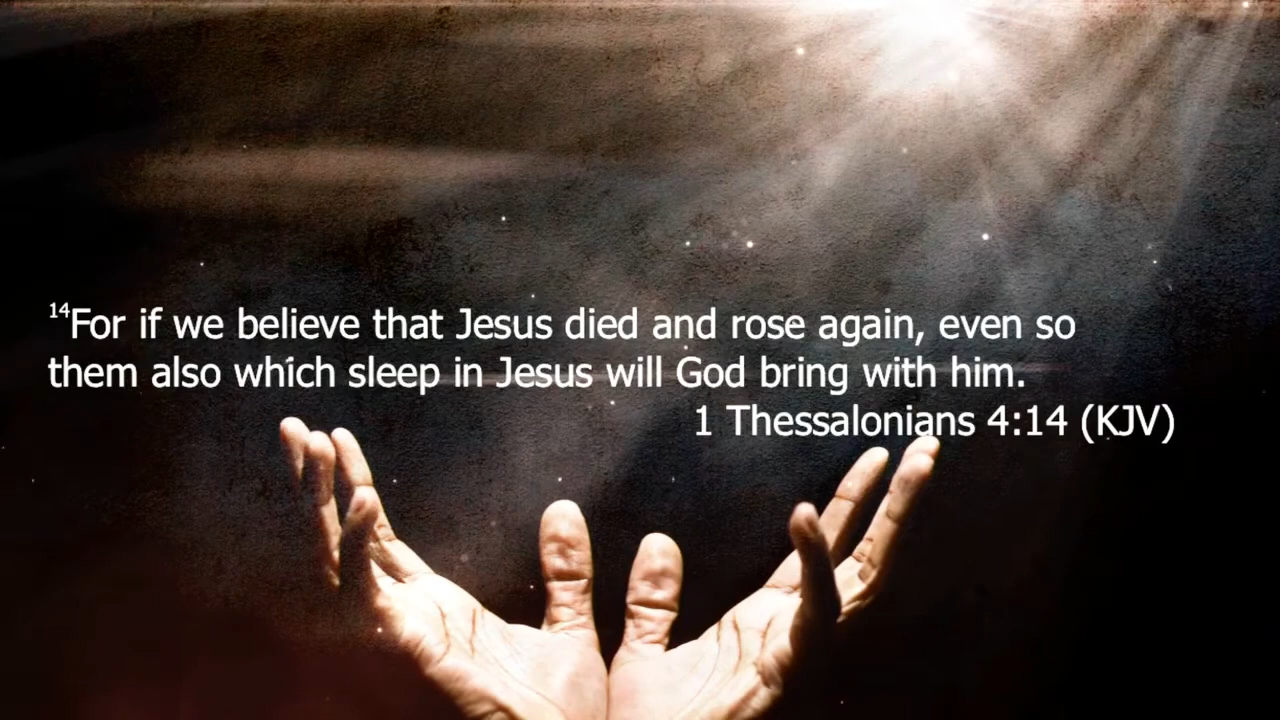 14For if we believe that Jesus died and rose again, even so
them also which sleep in Jesus will God bring with him.
1 Thessalonians 4:14 (KJV)